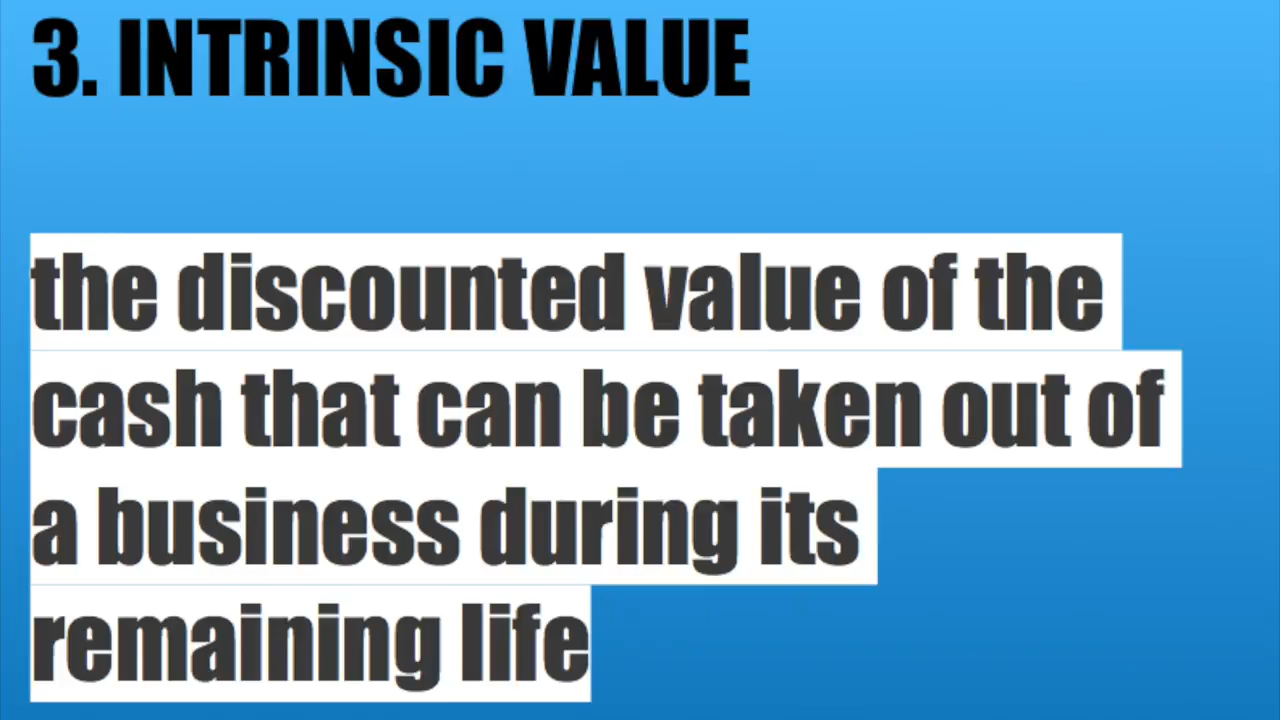 3. INTRINSIC VALUE
the discounted value of the
cash that can be taken out of
a business during its
remaining life